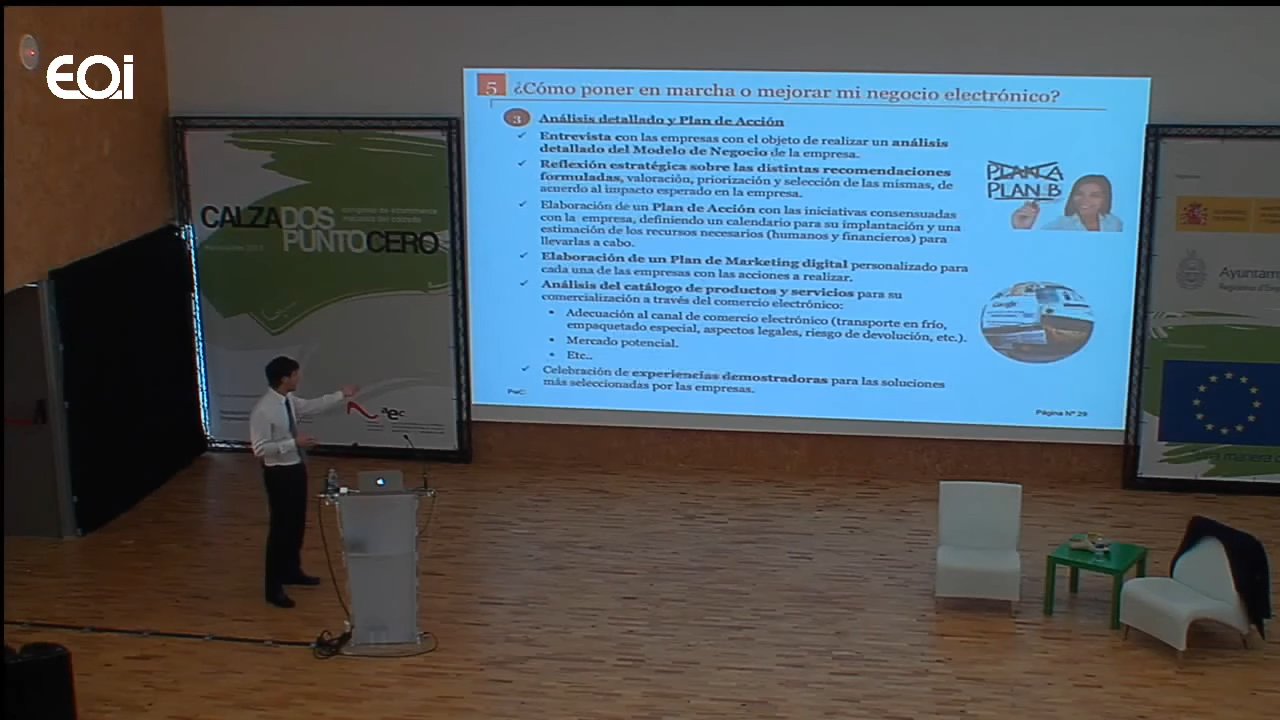 EOi
5 ¿Cómo poner en marcha o mejorar mi negocio electrónico?
3 Análisis detallado y Plan de Acción
✓ Entrevista con las empresas con el objeto de realizar un análisis
detallado del Modelo de Negocio de la empresa.
✓ Reflexión estratégica sobre las distintas recomendaciones
formuladas, valoración, priorización y selección de las mismas, de
acuerdo al impacto esperado en la empresa.
✓ Elaboración de un Plan de Acción con las iniciativas consensuadas
con la empresa, definiendo un calendario para su implantación y una
estimación de los recursos necesarios (humanos y financieros) para
llevarlas a cabo.
✓ Elaboración de un Plan de Marketing digital personalizado para
cada una de las empresas con las acciones a realizar.
✓ Análisis del catálogo de productos y servicios para su
comercialización a través del comercio electrónico:
• Adecuación al canal de comercio electrónico (transporte en frío,
empaquetado especial, aspectos legales, riesgo de devolución, etc.).
• Mercado potencial.
• Etc..
✓ Celebración de experiencias demostradoras para las soluciones
más seleccionadas por las empresas.
PwC
Página Nº 29
PLAN A
PLAN B
Google
CALZADOS
PUNTOCERO
aec
Ayuntam